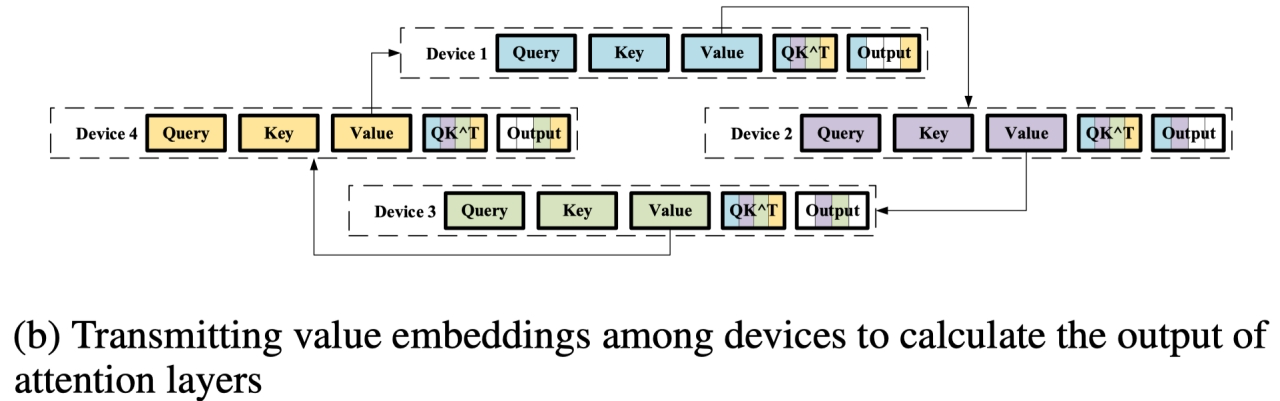 Device 1 Query Key Value QK^T Output
Device 4 Query Key Value QK^T Output
Device 2 Query Key Value QK^T Output
Device 3 Query Key Value QK^T Output
(b) Transmitting value embeddings among devices to calculate the output of
attention layers